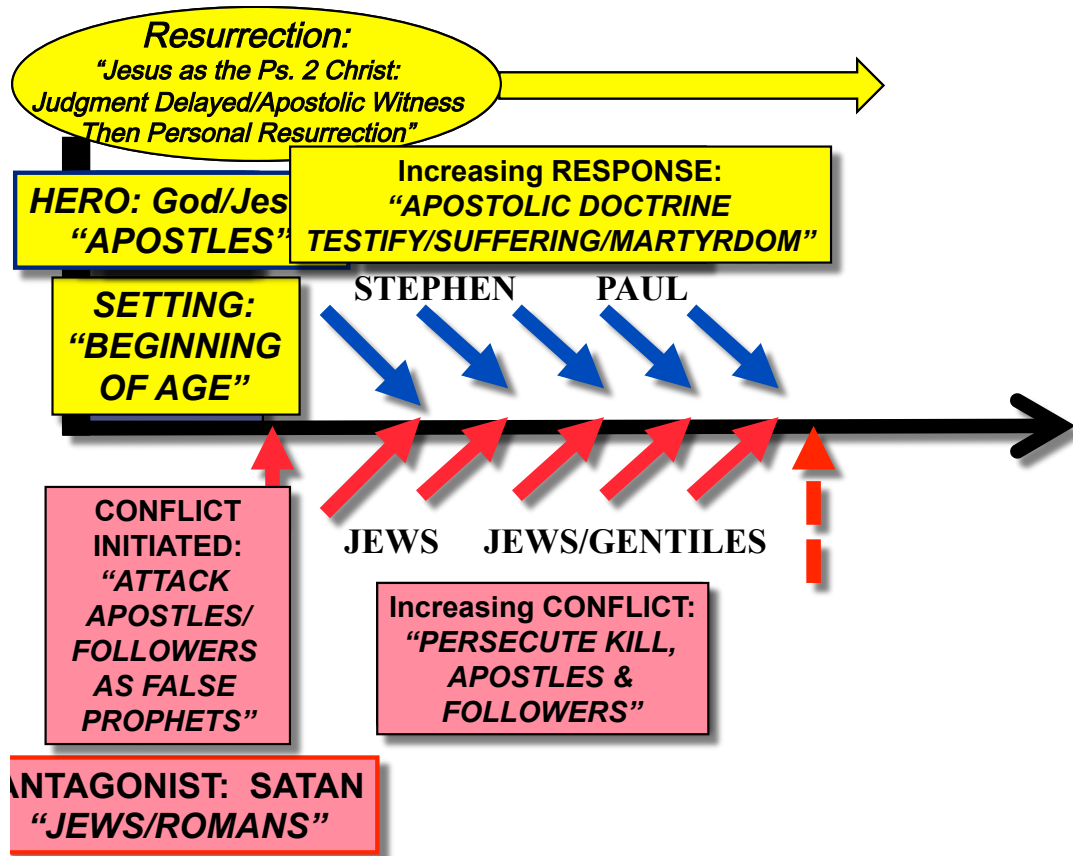 Resurrection:
“Jesus as the Ps. 2 Christ:
Judgment Delayed/Apostolic Witness
Then Personal Resurrection”
HERO: God/Jes
“APOSTLES”
Increasing RESPONSE:
“APOSTOLIC DOCTRINE
TESTIFY/SUFFERING/MARTYRDOM”
STEPHEN PAUL
SETTING:
“BEGINNING
OF AGE”
CONFLICT
INITIATED:
“ATTACK
APOSTLES/
FOLLOWERS
AS FALSE
PROPHETS”
JEWS JEWS/GENTILES
Increasing CONFLICT:
“PERSECUTE KILL,
APOSTLES &
FOLLOWERS”
ANTAGONIST: SATAN
“JEWS/ROMANS”